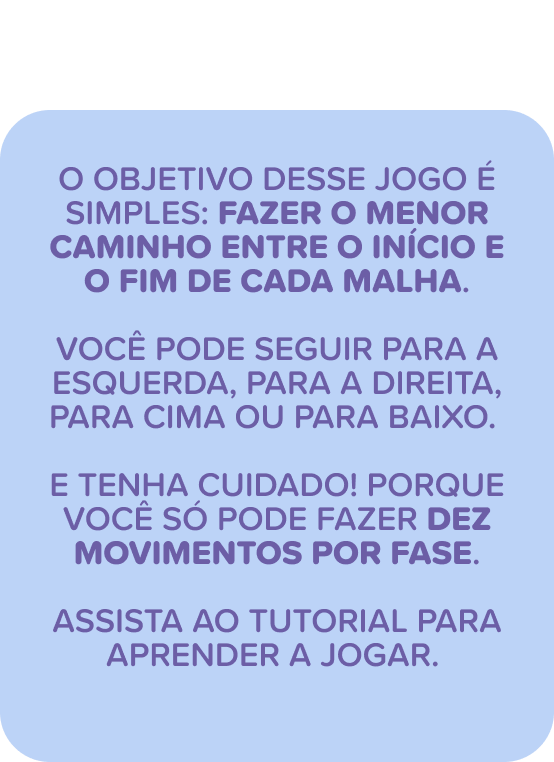 O OBJETIVO DESSE JOGO É
SIMPLES: FAZER O MENOR
CAMINHO ENTRE O INÍCIO E
O FIM DE CADA MALHA.
VOCÊ PODE SEGUIR PARA A
ESQUERDA, PARA A DIREITA,
PARA CIMA OU PARA BAIXO.
E TENHA CUIDADO! PORQUE
VOCÊ SÓ PODE FAZER DEZ
MOVIMENTOS POR FASE.
ASSISTA AO TUTORIAL PARA
APRENDER A JOGAR.